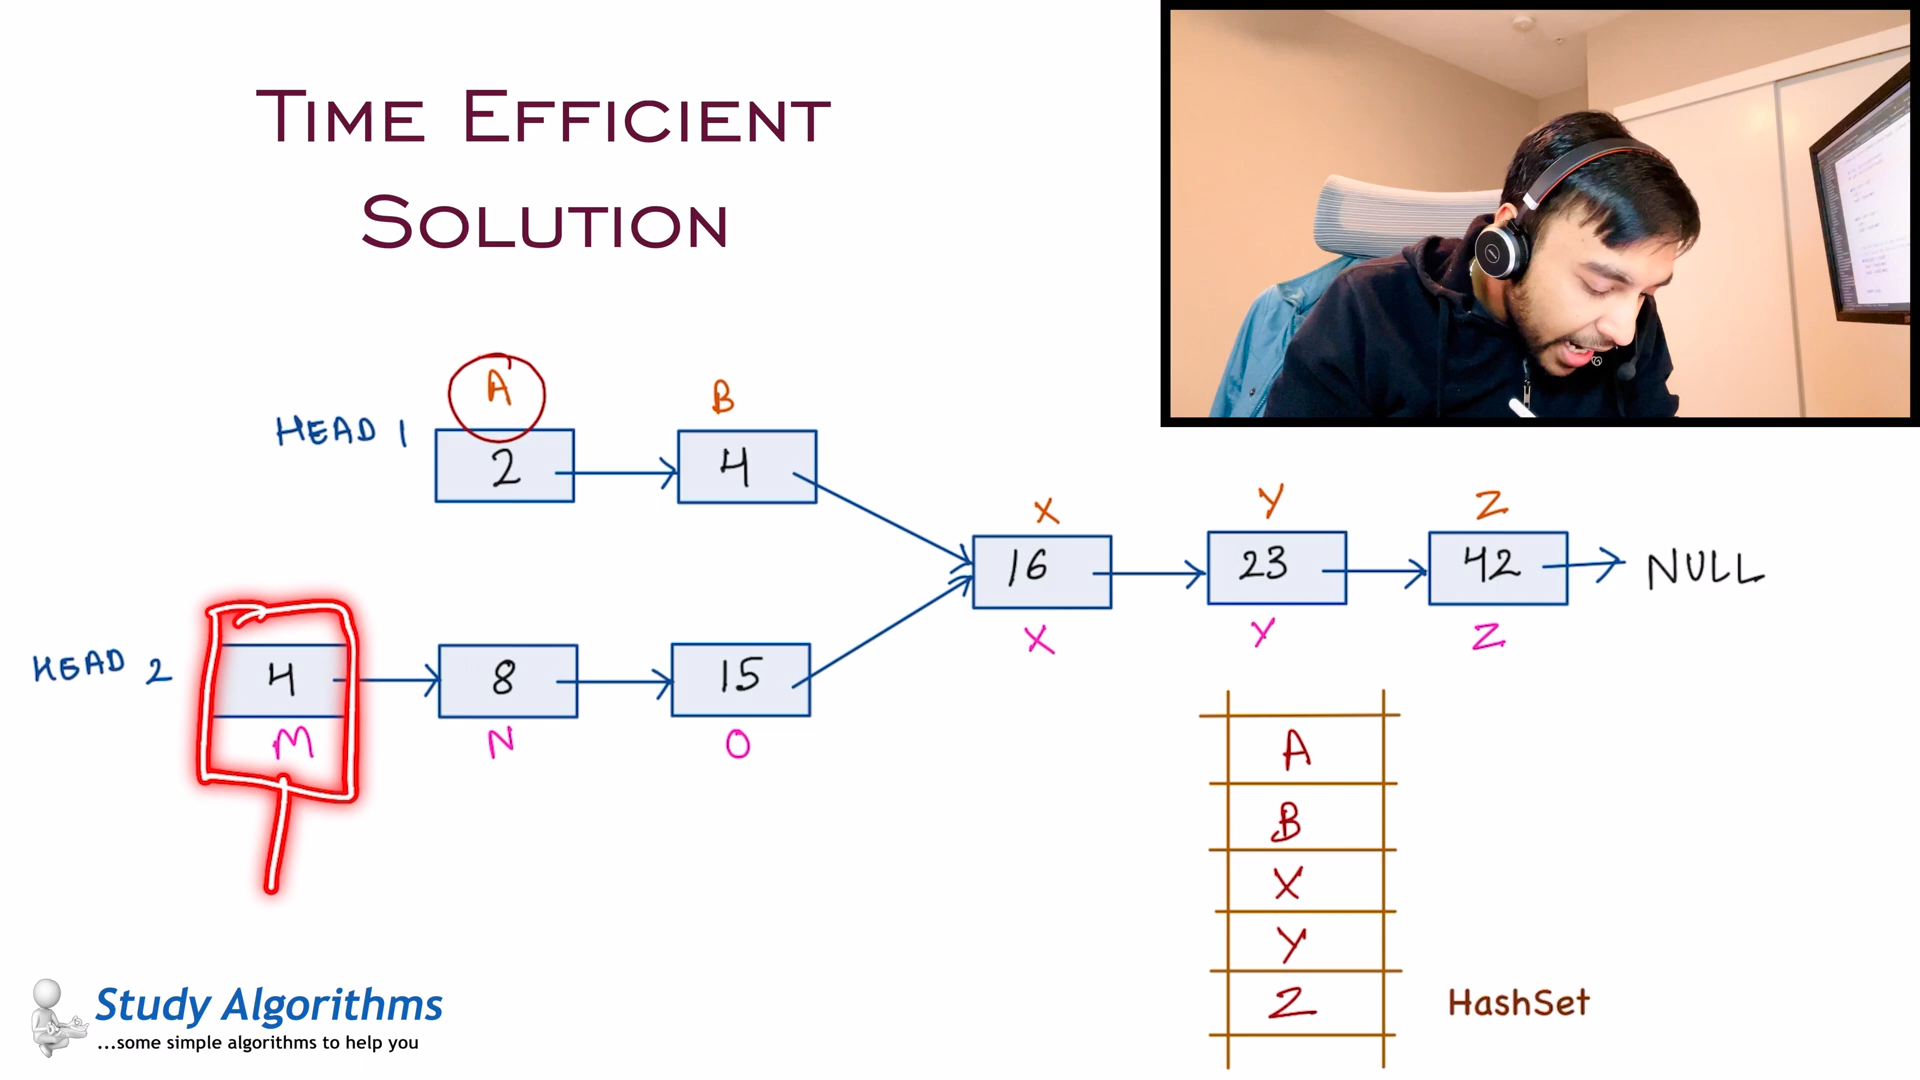 TIME EFFICIENT
SOLUTION
A B
HEAD 1
2 4
X Y Z
16 23 42 NULL
X Y Z
HEAD 2
4 8 15
M N O
A
B
X
Y
Z
HashSet
Study Algorithms
...some simple algorithms to help you